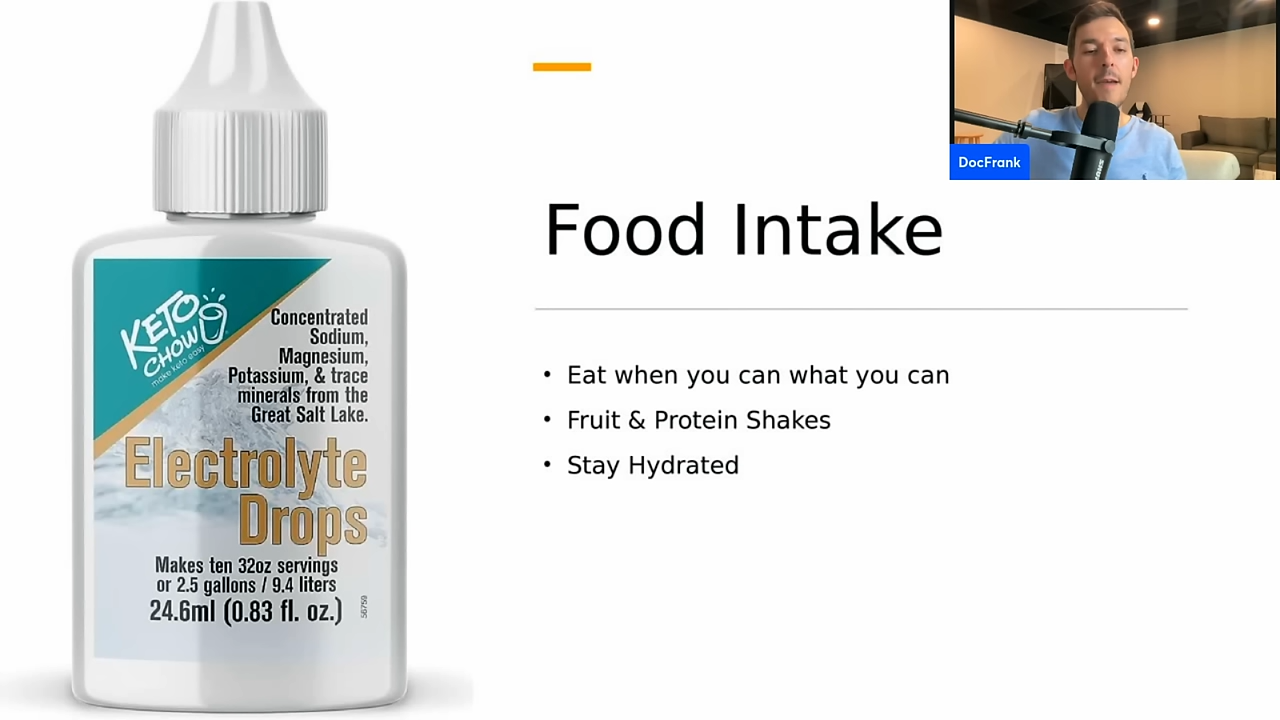 KETO
CHOW
make keto easy
Concentrated
Sodium,
Magnesium,
Potassium, & trace
minerals from the
Great Salt Lake.
Electrolyte
Drops
Makes ten 32oz servings
or 2.5 gallons / 9.4 liters
24.6ml (0.83 fl. oz.)
56759
DocFrank
Food Intake
• Eat when you can what you can
• Fruit & Protein Shakes
• Stay Hydrated